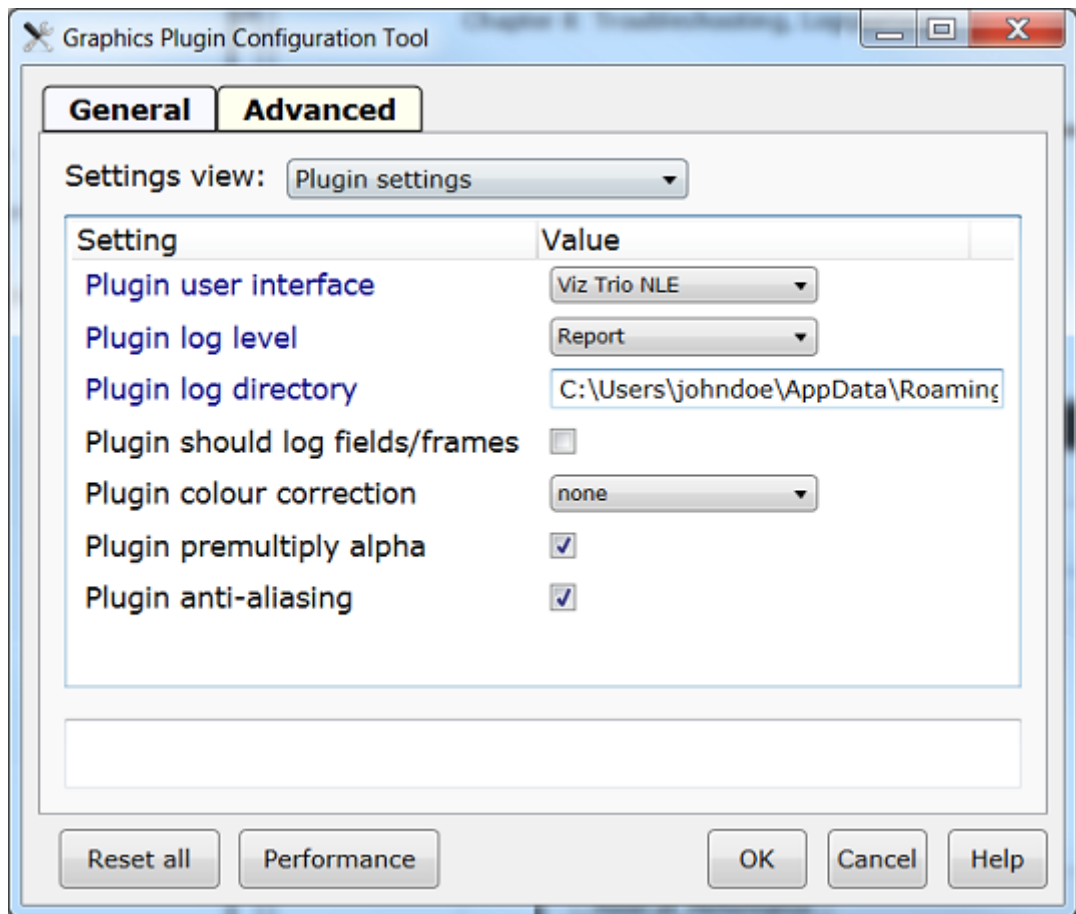 Graphics Plugin Configuration Tool
General Advanced
Settings view: Plugin settings
Setting Value
Plugin user interface Viz Trio NLE
Plugin log level Report
Plugin log directory C:\Users\johndoe\AppData\Roaming
Plugin should log fields/frames
Plugin colour correction none
Plugin premultiply alpha
Plugin anti-aliasing
Reset all Performance OK Cancel Help